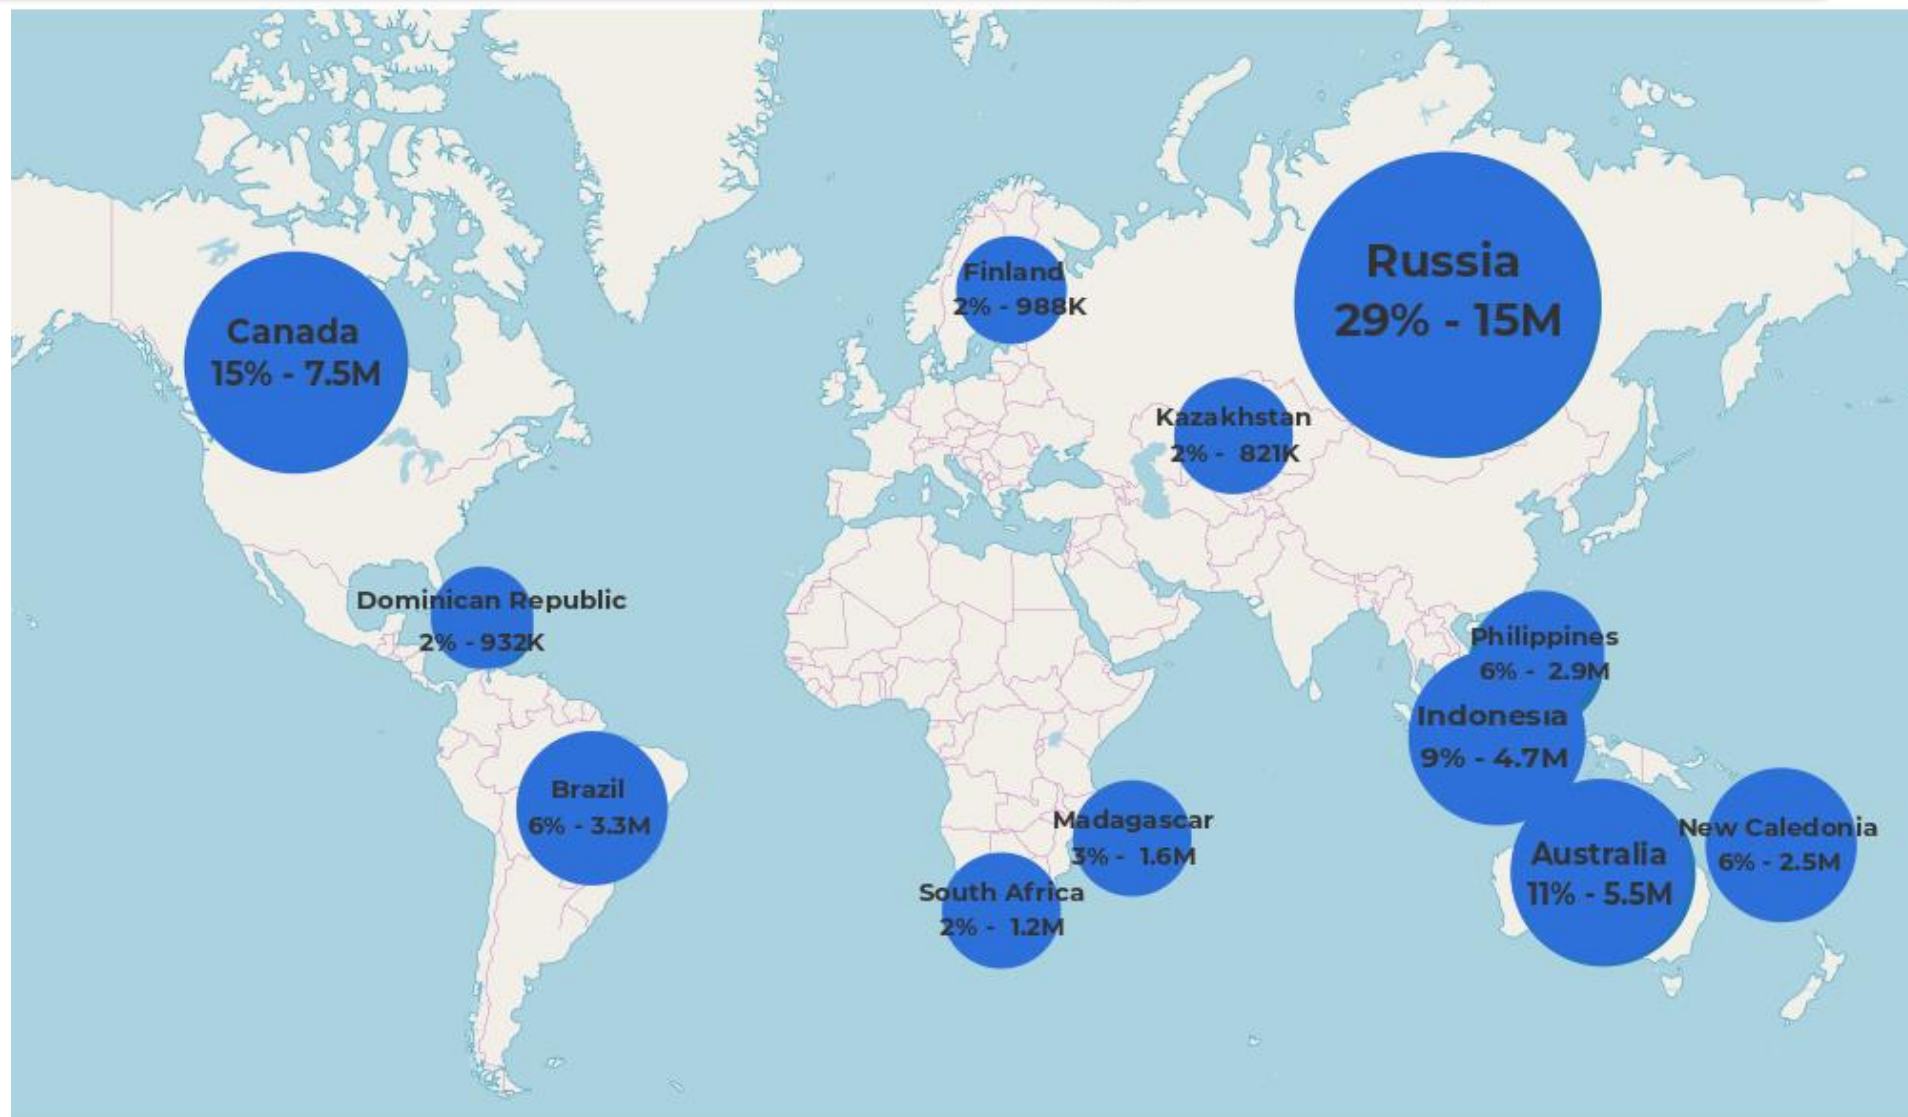 Russia
29% - 15M
Finland
2% - 988K
Canada
15% - 7.5M
Kazakhstan
2% - 821K
Dominican Republic
2% - 932K
Philippines
6% - 2.9M
Indonesia
9% - 4.7M
Brazil
6% - 3.3M
Madagascar
3% - 1.6M
New Caledonia
6% - 2.5M
Australia
11% - 5.5M
South Africa
2% - 1.2M